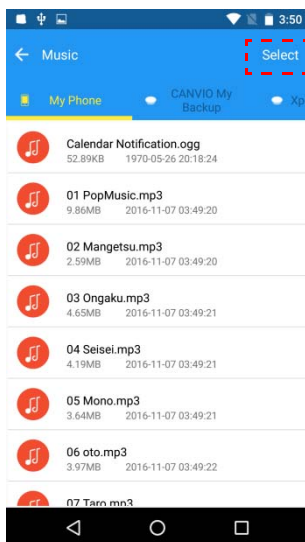 3:50
Music
Select
My Phone
CANVIO My
Backup
Xp
Calendar Notification.ogg
52.89KB 1970-05-26 20:18:24
01 PopMusic.mp3
9.86MB 2016-11-07 03:49:20
02 Mangetsu.mp3
2.59MB 2016-11-07 03:49:20
03 Ongaku.mp3
4.65MB 2016-11-07 03:49:21
04 Seisei.mp3
4.19MB 2016-11-07 03:49:21
05 Mono.mp3
3.64MB 2016-11-07 03:49:21
06 oto.mp3
3.97MB 2016-11-07 03:49:22
07 Taro.mp3